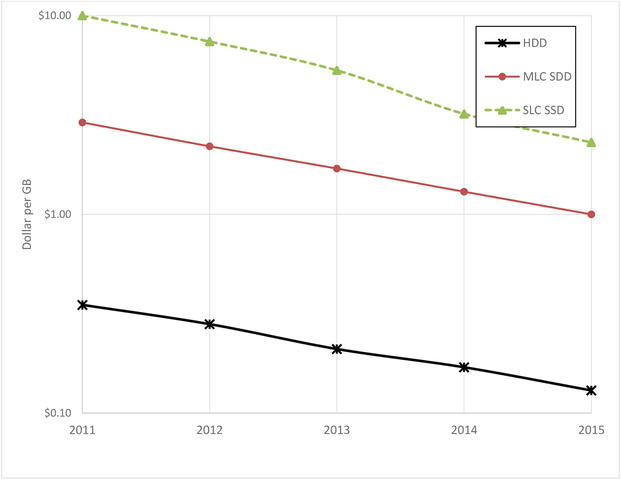 $10.00
HDD
MLC SDD
SLC SSD
Dollar per GB
$1.00
$0.10
2011 2012 2013 2014 2015